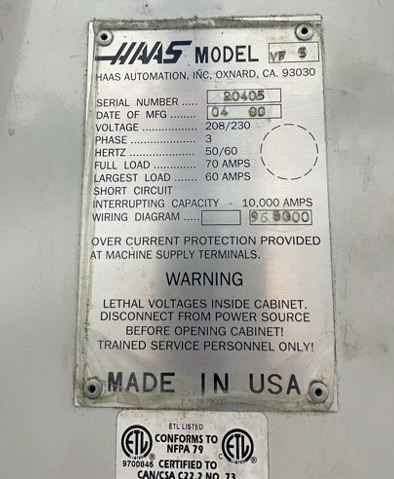 HAAS MODEL VF 5
HAAS AUTOMATION, INC, OXNARD, CA. 93030
SERIAL NUMBER ..... 20405
DATE OF MFG ....... 04 00
VOLTAGE ................ 208/230
PHASE .................... 3
HERTZ .................... 50/60
FULL LOAD ............ 70 AMPS
LARGEST LOAD ...... 60 AMPS
SHORT CIRCUIT
INTERRUPTING CAPACITY - 10,000 AMPS
WIRING DIAGRAM .....
OVER CURRENT PROTECTION PROVIDED
AT MACHINE SUPPLY TERMINALS.
WARNING
LETHAL VOLTAGES INSIDE CABINET.
DISCONNECT FROM POWER SOURCE
BEFORE OPENING CABINET!
TRAINED SERVICE PERSONNEL ONLY!
MADE IN USA
ETL LISTED
CONFORMS TO
NFPA 79
ETL
C ETL
9700845 CERTIFIED TO
CAN/CSA C22.2 NO. 73